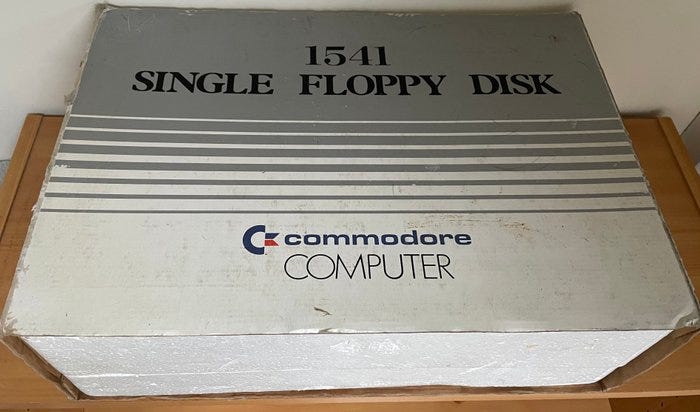 1541
SINGLE FLOPPY DISK
commodore
COMPUTER